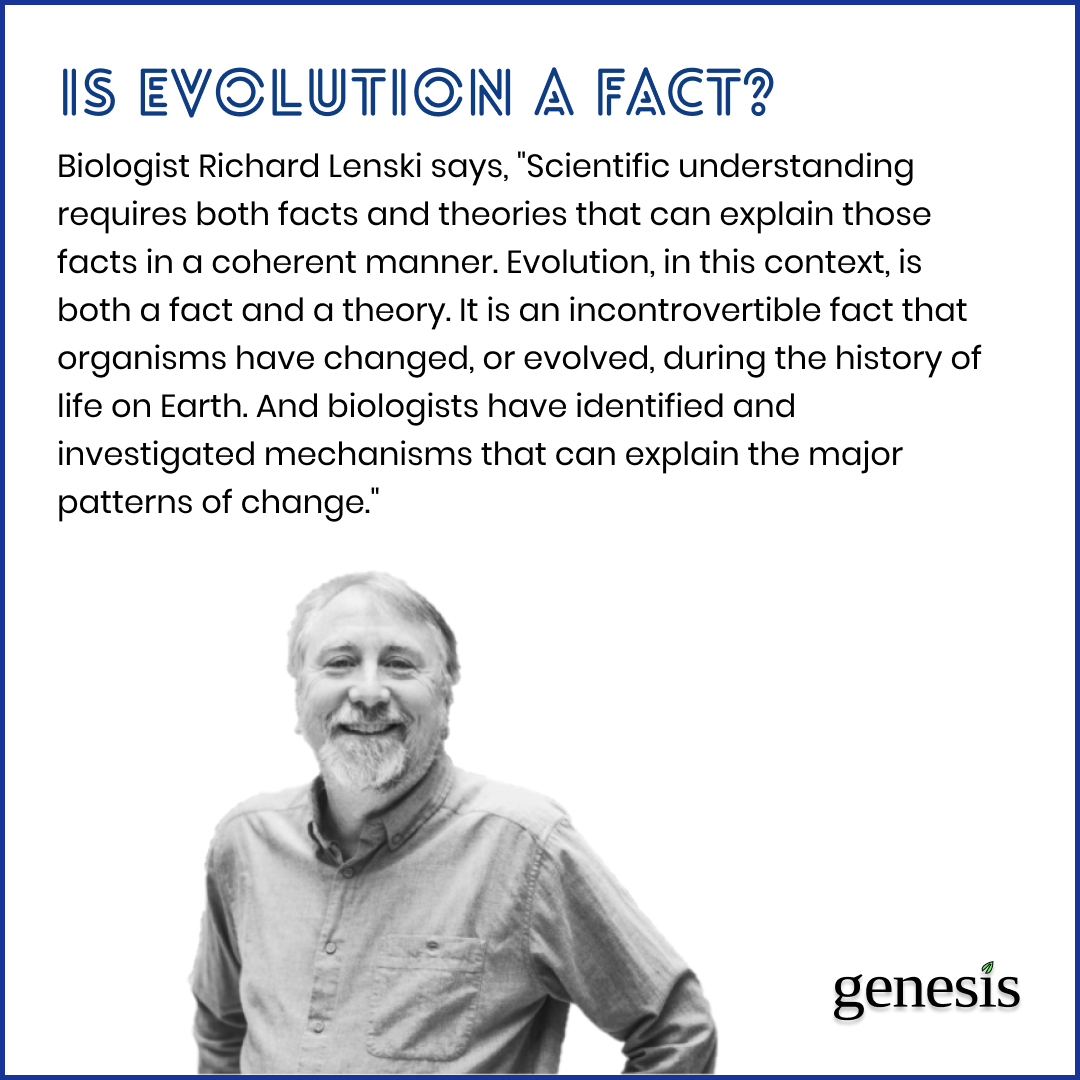 IS EVOLUTION A FACT?
Biologist Richard Lenski says, "Scientific understanding
requires both facts and theories that can explain those
facts in a coherent manner. Evolution, in this context, is
both a fact and a theory. It is an incontrovertible fact that
organisms have changed, or evolved, during the history of
life on Earth. And biologists have identified and
investigated mechanisms that can explain the major
patterns of change."
genesis